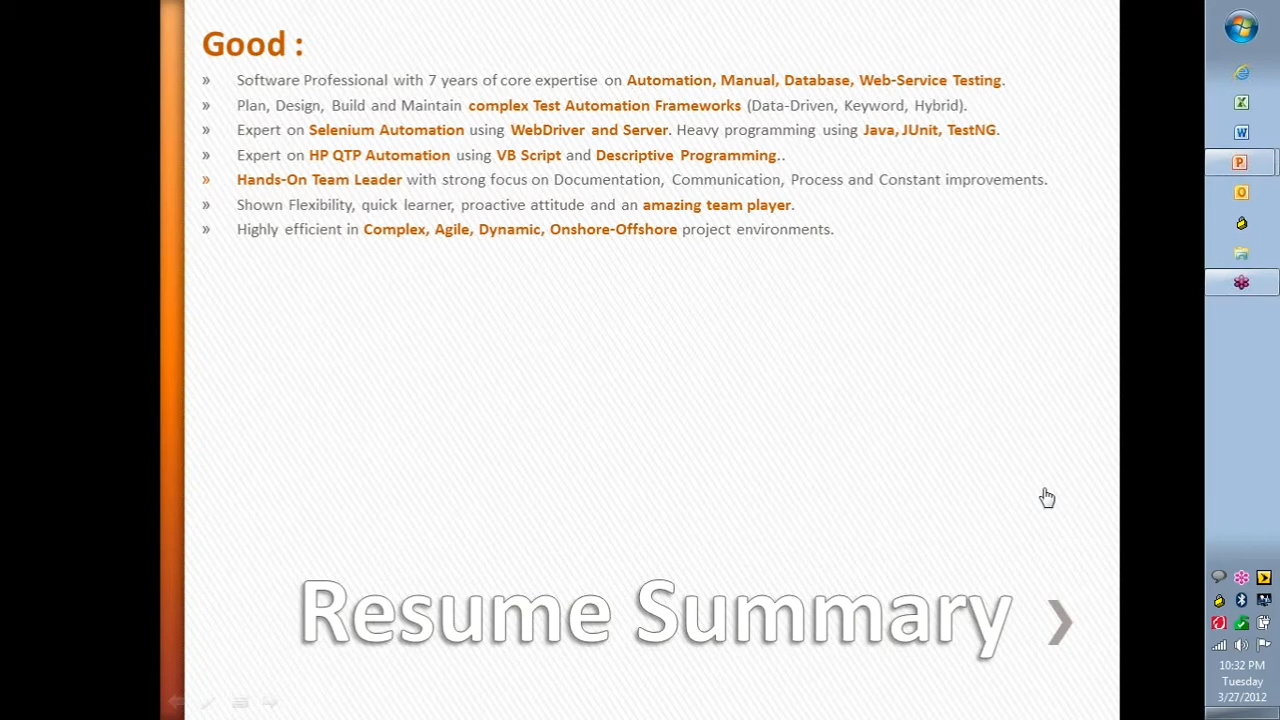 Good :
» Software Professional with 7 years of core expertise on Automation, Manual, Database, Web-Service Testing.
» Plan, Design, Build and Maintain complex Test Automation Frameworks (Data-Driven, Keyword, Hybrid).
» Expert on Selenium Automation using WebDriver and Server. Heavy programming using Java, JUnit, TestNG.
» Expert on HP QTP Automation using VB Script and Descriptive Programming..
» Hands-On Team Leader with strong focus on Documentation, Communication, Process and Constant improvements.
» Shown Flexibility, quick learner, proactive attitude and an amazing team player.
» Highly efficient in Complex, Agile, Dynamic, Onshore-Offshore project environments.
Resume Summary
10:32 PM
Tuesday
3/27/2012